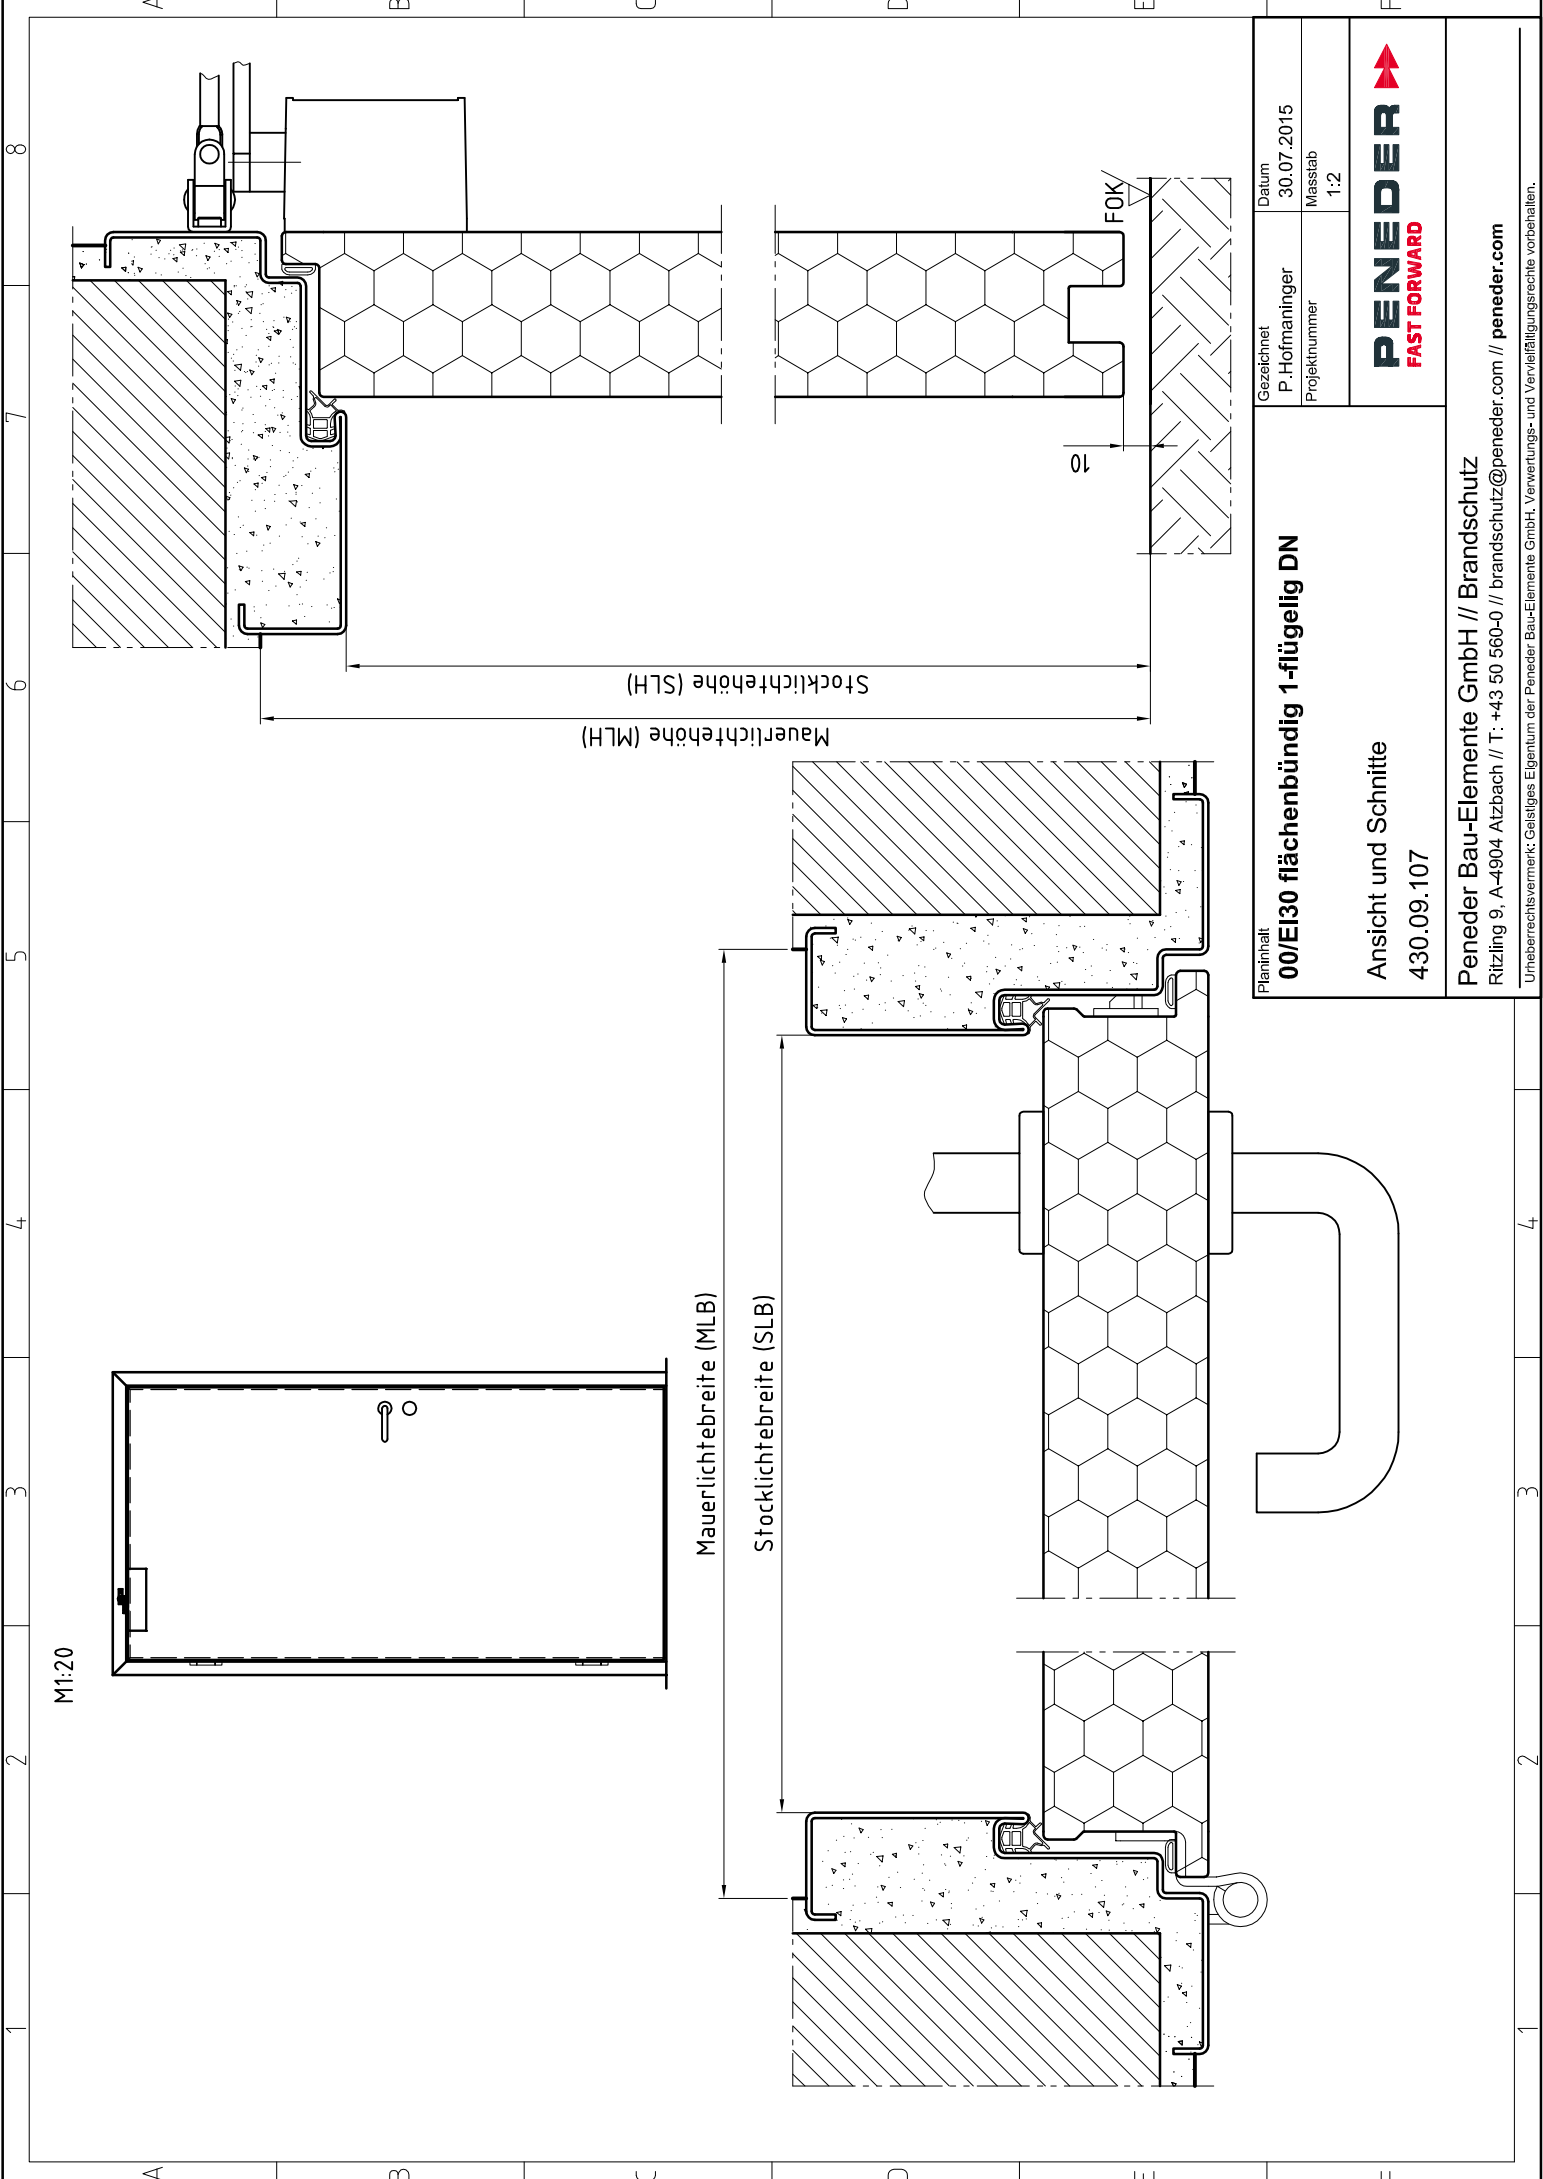 1
2
3
4
5
6
7
8
A
B
C
D
E
F
M1:20
Mauerlichtebreite (MLB)
Stocklichtebreite (SLB)
Mauerlichtehöhe (MLH)
Stocklichtehöhe (SLH)
10
FOK
Planinhalt
00/EI30 flächenbündig 1-flügelig DN
Ansicht und Schnitte
430.09.107
Gezeichnet
P.Hofmaninger
Datum
30.07.2015
Projektnummer
Masstab
1:2
PENEDER
FAST FORWARD
Peneder Bau-Elemente GmbH // Brandschutz
Ritzling 9, A-4904 Atzbach // T: +43 50 560-0 // brandschutz@peneder.com // peneder.com
Urheberrechtsvermerk: Geistiges Eigentum der Peneder Bau-Elemente GmbH. Verwertungs- und Vervielfältigungsrechte vorbehalten.
1
2
3
4
A
B
C
D
E
F